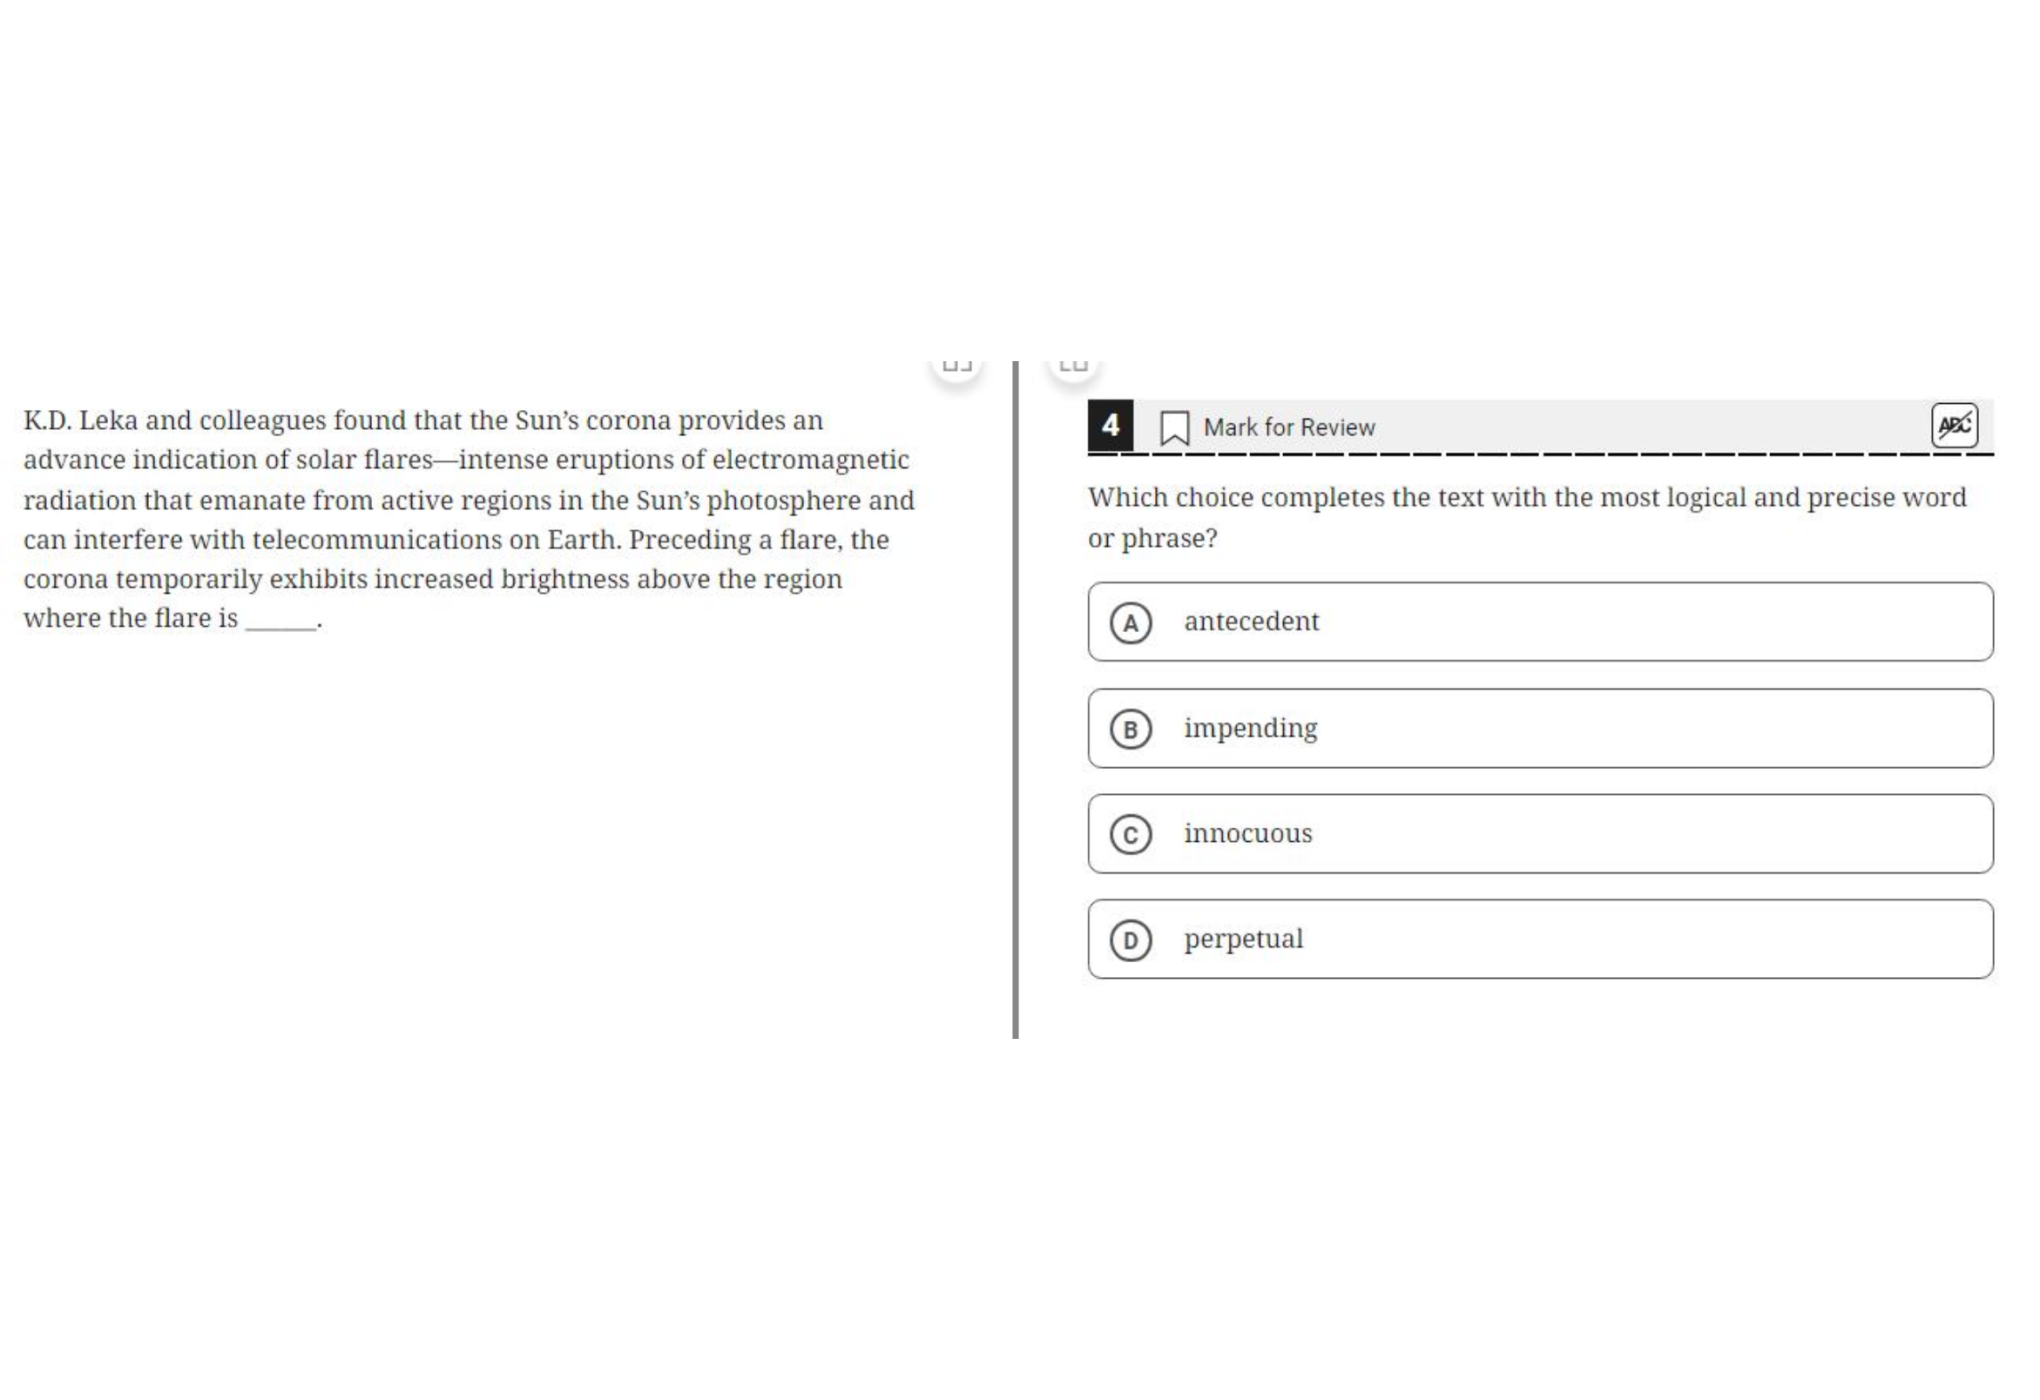 K.D. Leka and colleagues found that the Sun’s corona provides an
advance indication of solar flares—intense eruptions of electromagnetic
radiation that emanate from active regions in the Sun’s photosphere and
can interfere with telecommunications on Earth. Preceding a flare, the
corona temporarily exhibits increased brightness above the region
where the flare is ______.
4 Mark for Review ABC
Which choice completes the text with the most logical and precise word
or phrase?
A antecedent
B impending
C innocuous
D perpetual